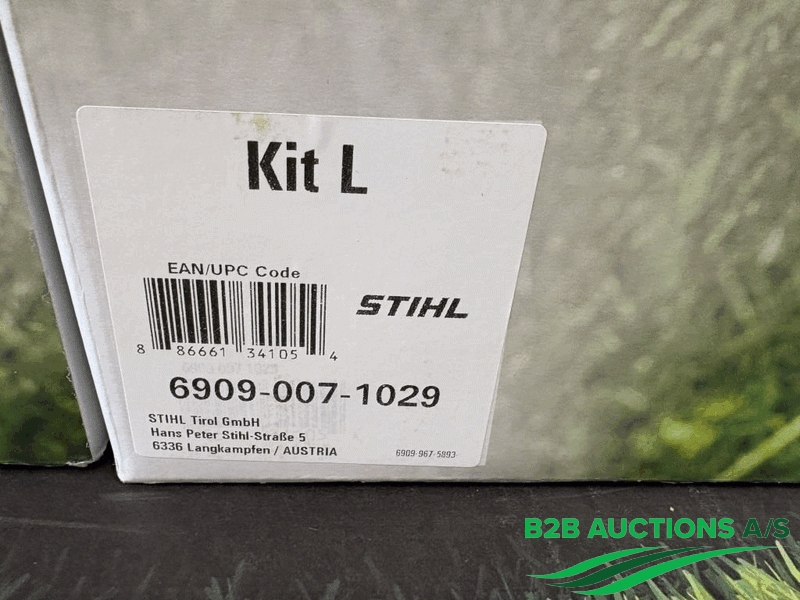 Kit L
EAN/UPC Code
8 86661 34105 4
STIHL
6909-007-1029
STIHL Tirol GmbH
Hans Peter Stihl-Straße 5
6336 Langkampfen / AUSTRIA
6909-967-5893
B2B AUCTIONS A/S